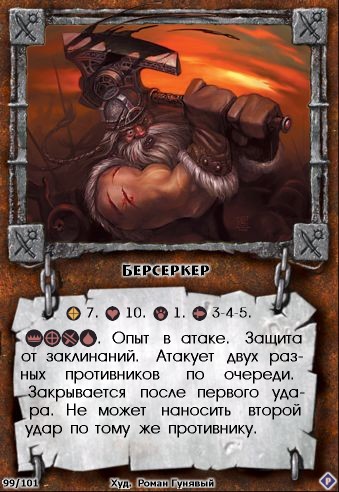 Берсеркер
7. 10. 1. 3-4-5.
. Опыт в атаке. Защита
от заклинаний. Атакует двух раз-
ных противников по очереди.
Закрывается после первого уда-
ра. Не может наносить второй
удар по тому же противнику.
99/101 Худ. Роман Гунявый P